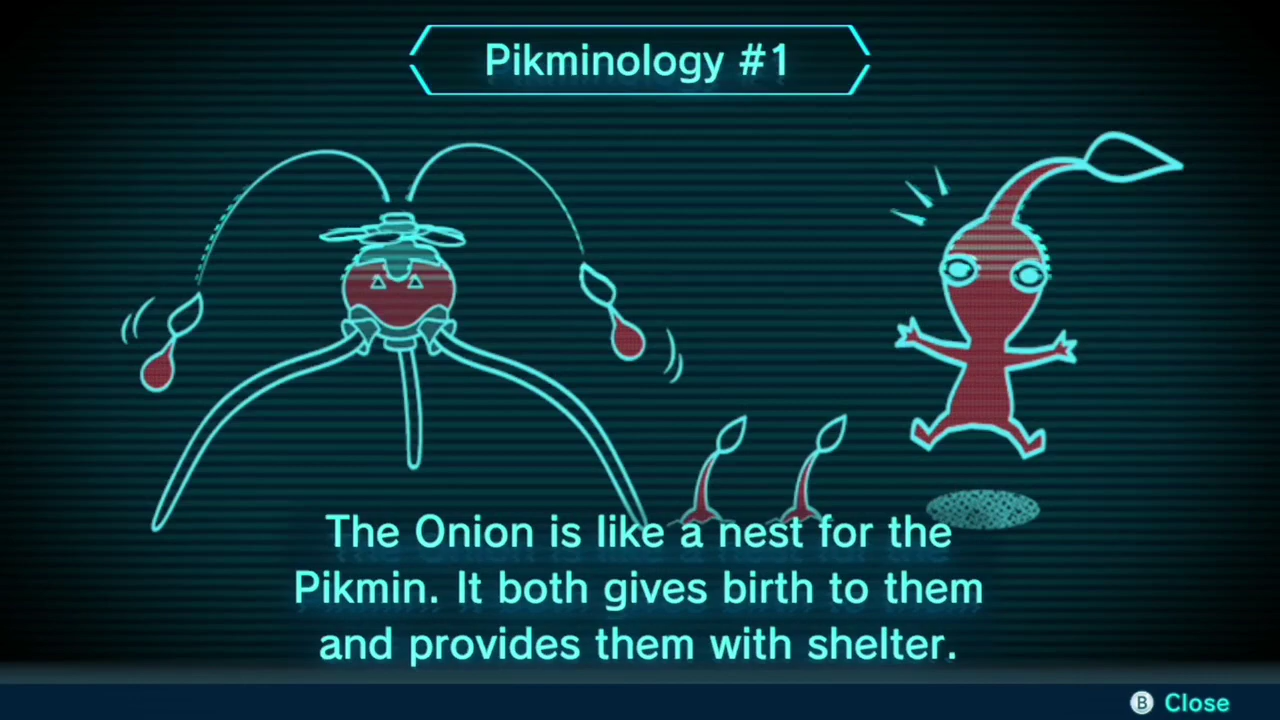 Pikminology #1
The Onion is like a nest for the
Pikmin. It both gives birth to them
and provides them with shelter.
B Close